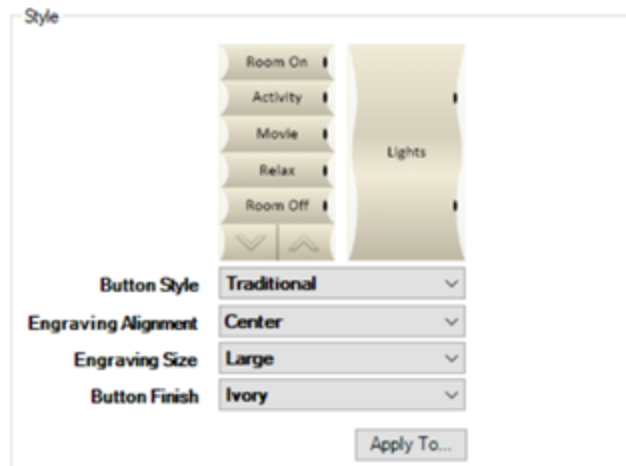 Style
Room On
Activity
Movie
Relax
Room Off
Lights
Button Style Traditional
Engraving Alignment Center
Engraving Size Large
Button Finish Ivory
Apply To...